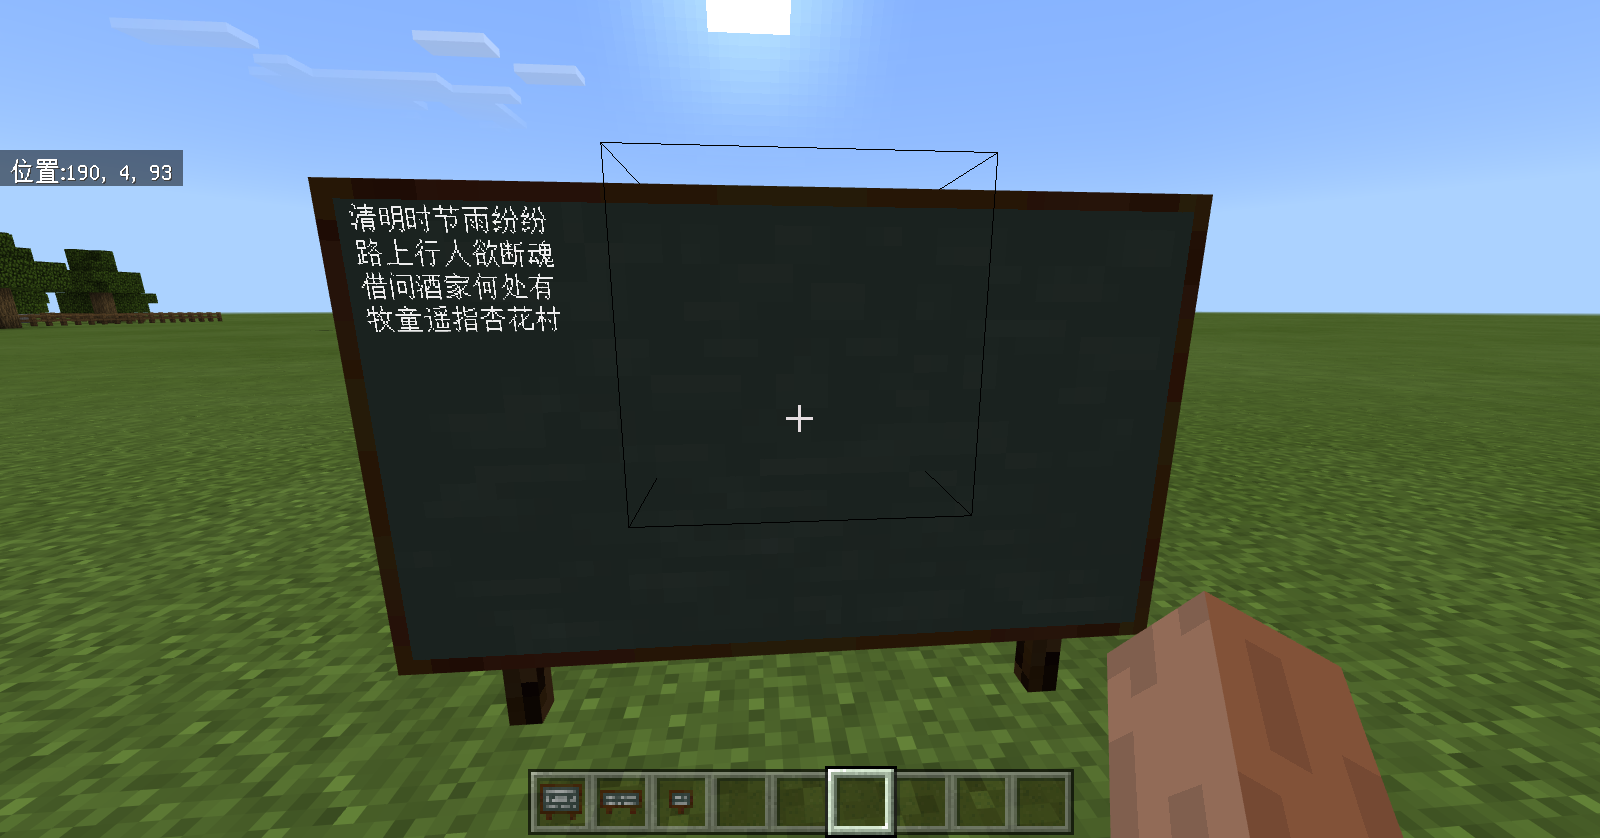 位置:190, 4, 93
清明时节雨纷纷
路上行人欲断魂
借问酒家何处有
牧童遥指杏花村